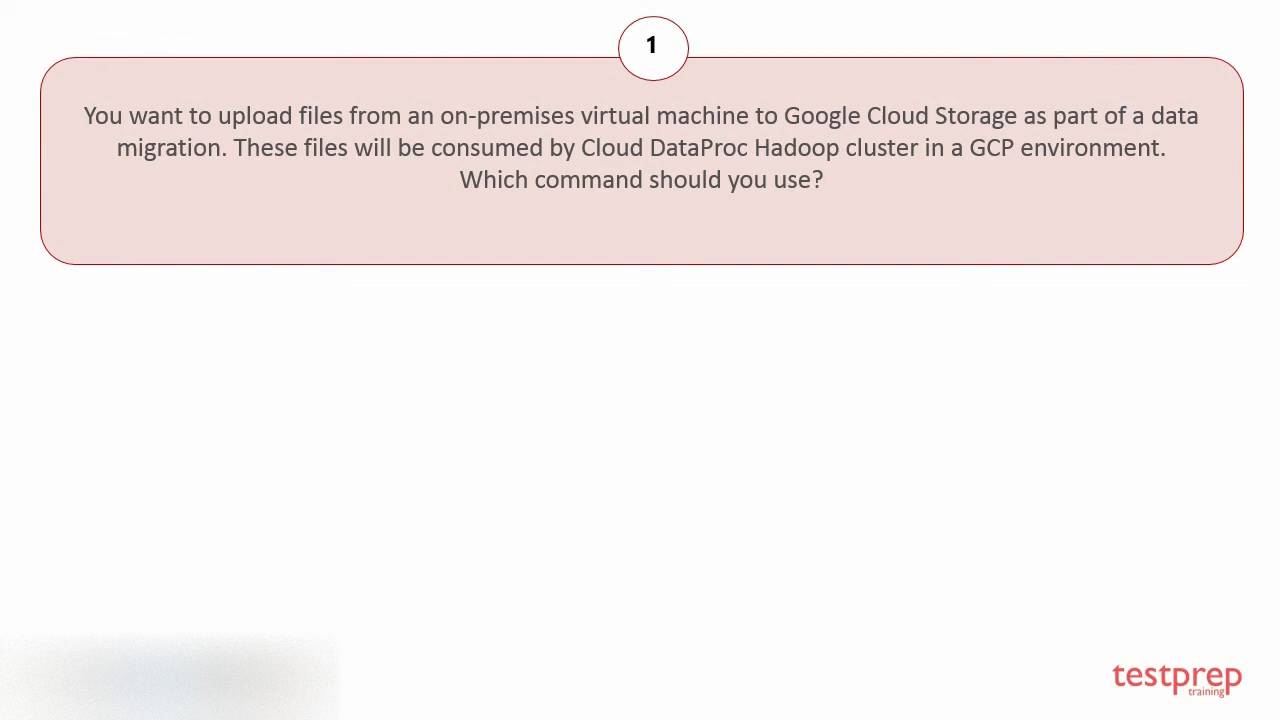 1
You want to upload files from an on-premises virtual machine to Google Cloud Storage as part of a data
migration. These files will be consumed by Cloud DataProc Hadoop cluster in a GCP environment.
Which command should you use?
testprep
training